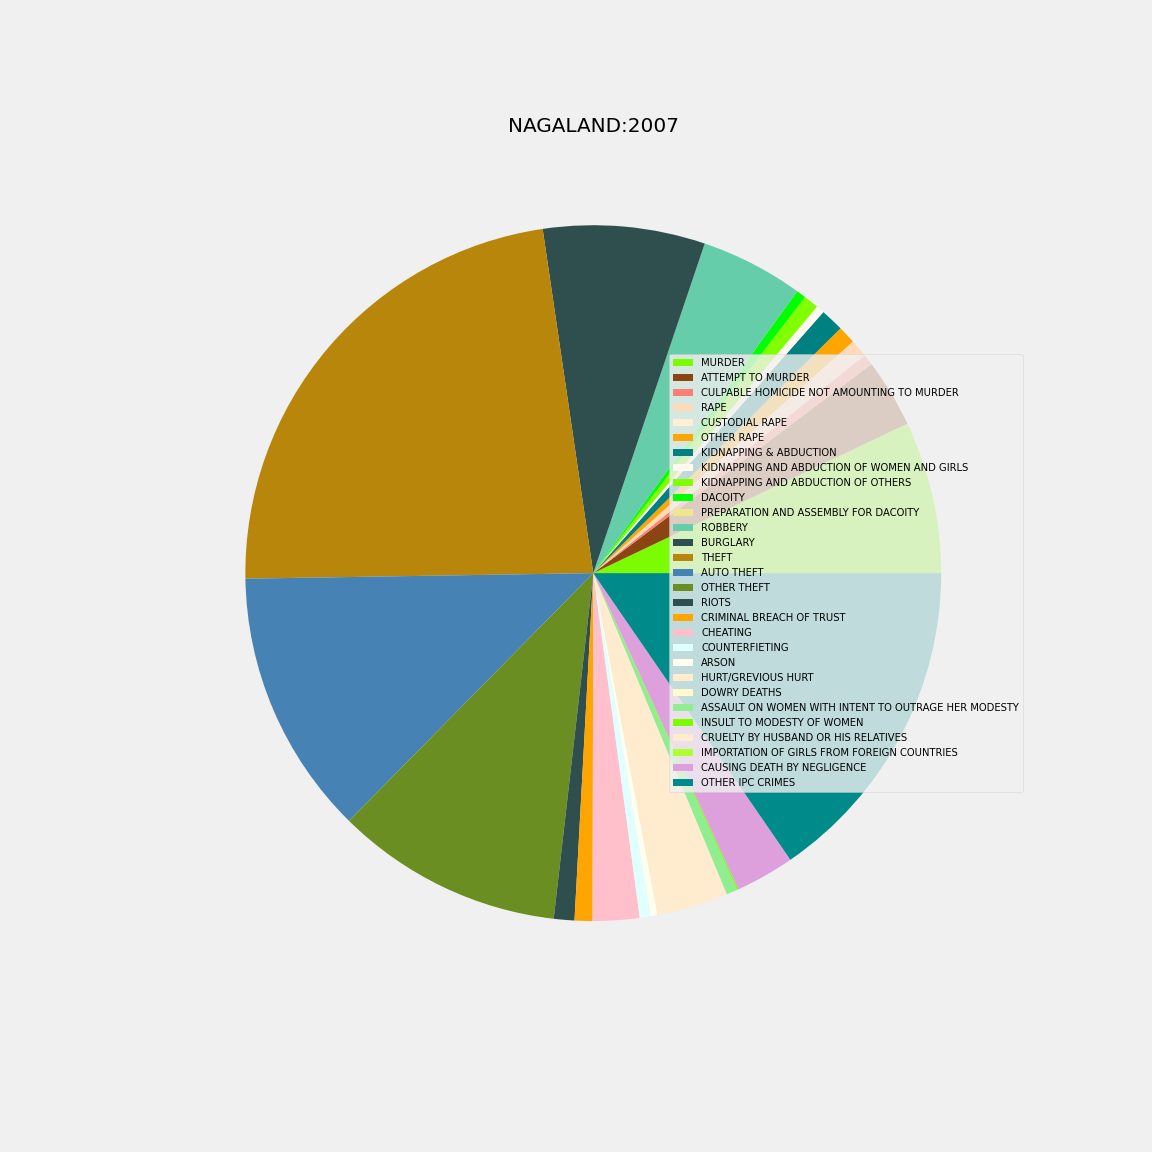 NAGALAND:2007
MURDER
ATTEMPT TO MURDER
CULPABLE HOMICIDE NOT AMOUNTING TO MURDER
RAPE
CUSTODIAL RAPE
OTHER RAPE
KIDNAPPING & ABDUCTION
KIDNAPPING AND ABDUCTION OF WOMEN AND GIRLS
KIDNAPPING AND ABDUCTION OF OTHERS
DACOITY
PREPARATION AND ASSEMBLY FOR DACOITY
ROBBERY
BURGLARY
THEFT
AUTO THEFT
OTHER THEFT
RIOTS
CRIMINAL BREACH OF TRUST
CHEATING
COUNTERFIETING
ARSON
HURT/GREVIOUS HURT
DOWRY DEATHS
ASSAULT ON WOMEN WITH INTENT TO OUTRAGE HER MODESTY
INSULT TO MODESTY OF WOMEN
CRUELTY BY HUSBAND OR HIS RELATIVES
IMPORTATION OF GIRLS FROM FOREIGN COUNTRIES
CAUSING DEATH BY NEGLIGENCE
OTHER IPC CRIMES